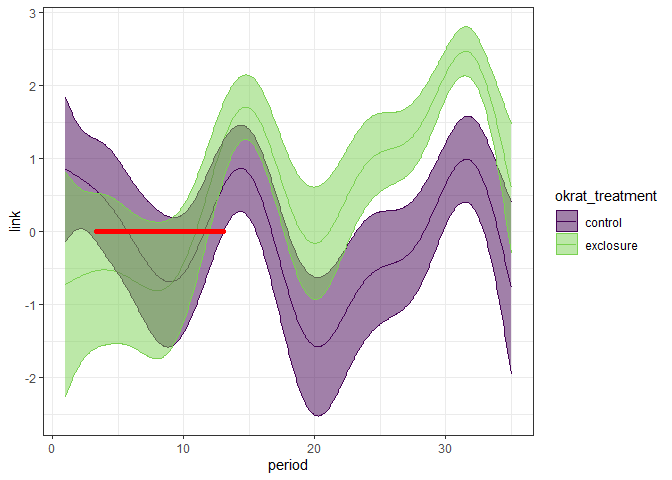 3
2
1
0
-1
-2
0
10
20
30
period
link
okrat_treatment
control
exclosure